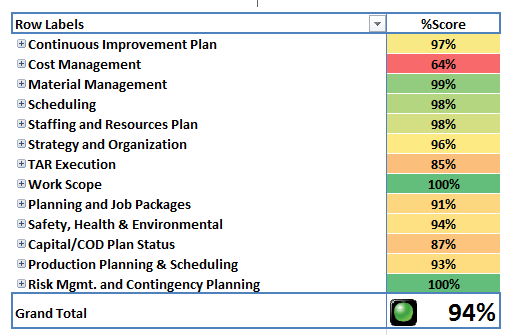 Row Labels %Score
Continuous Improvement Plan 97%
Cost Management 64%
Material Management 99%
Scheduling 98%
Staffing and Resources Plan 98%
Strategy and Organization 96%
TAR Execution 85%
Work Scope 100%
Planning and Job Packages 91%
Safety, Health & Environmental 94%
Capital/COD Plan Status 87%
Production Planning & Scheduling 93%
Risk Mgmt. and Contingency Planning 100%
Grand Total 94%